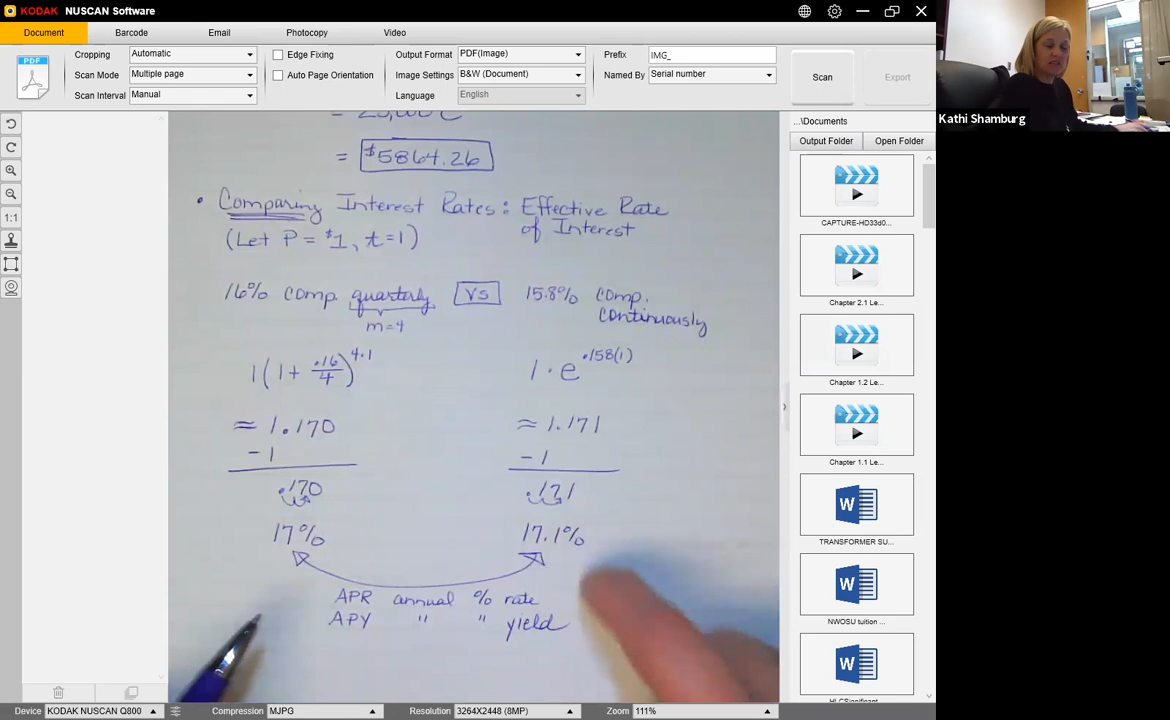 KODAK NUSCAN Software
Document Barcode Email Photocopy Video
PDF
Cropping Automatic
Scan Mode Multiple page
Scan Interval Manual
Edge Fixing
Auto Page Orientation
Output Format PDF(Image)
Image Settings B&W (Document)
Language English
Prefix IMG_
Named By Serial number
Scan
Export
Kathi Shamburg
...\Documents
Output Folder Open Folder
CAPTURE-HD33d0...
Chapter 2.1 Le...
Chapter 1.2 Le...
Chapter 1.1 Le...
TRANSFORMER SU...
NWOSU tuition ...
1:1
= $5864.26
• Comparing Interest Rates: Effective Rate
of Interest
(Let P = $1, t=1)
16% comp. quarterly VS 15.8% comp.
continuously
m=4
1(1+ .16/4)^4·1 1·e^.158(1)
≈ 1.170 ≈ 1.171
-1 -1
.170 .171
17% 17.1%
APR annual % rate
APY " " yield
Device KODAK NUSCAN Q800 Compression MJPG Resolution 3264X2448 (8MP) Zoom 111%